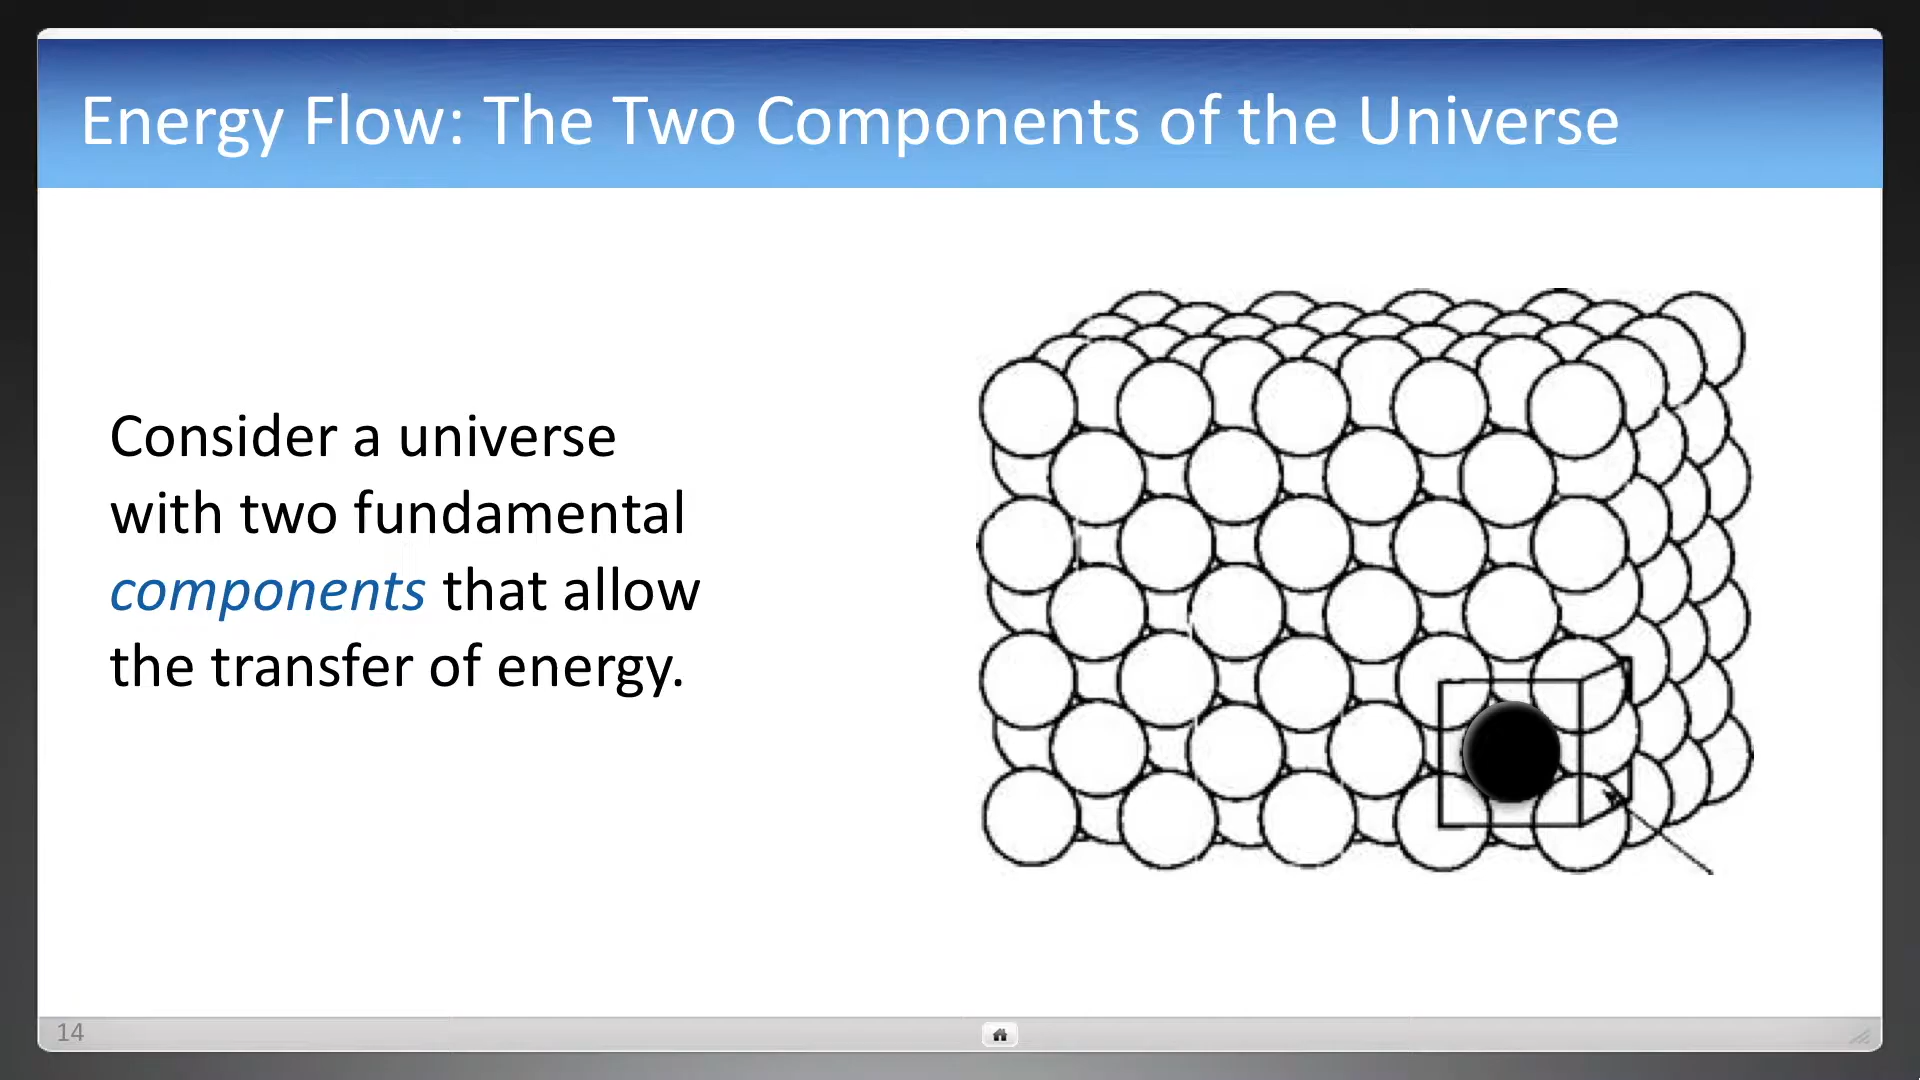 Energy Flow: The Two Components of the Universe
Consider a universe
with two fundamental
components that allow
the transfer of energy.
14